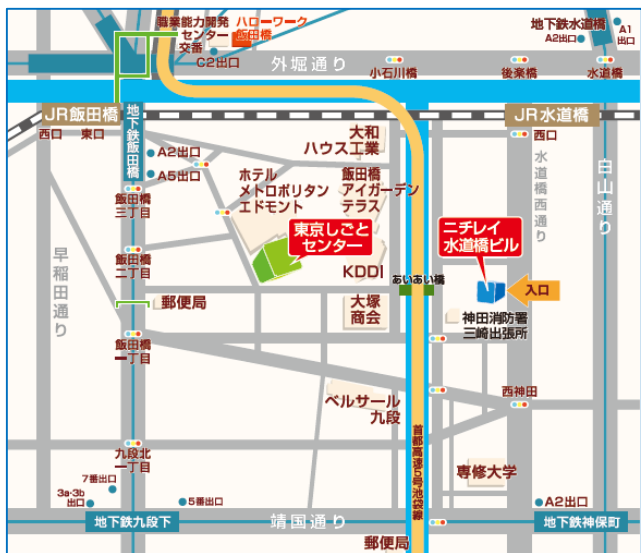 職業能力開発
センター
ハローワーク
飯田橋
交番
C2出口
地下鉄水道橋
A2出口
A1
出口
外堀通り
小石川橋
後楽橋
水道橋
JR飯田橋
西口
東口
地下鉄飯田橋
JR水道橋
西口
大和
ハウス工業
A2出口
A5出口
飯田橋
三丁目
ホテル
メトロポリタン
エドモント
飯田橋
アイガーデン
テラス
水道橋西通り
白山通り
東京しごと
センター
ニチレイ
水道橋ビル
早稲田通り
飯田橋
二丁目
KDDI
あいあい橋
入口
郵便局
大塚
商会
神田消防署
三崎出張所
飯田橋
一丁目
西神田
ベルサール
九段
首都高速5号池袋線
九段北
一丁目
専修大学
7番出口
3a・3b
出口
5番出口
A2出口
地下鉄九段下
靖国通り
地下鉄神保町
郵便局